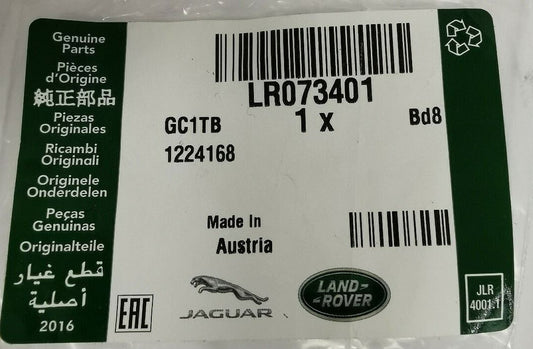 Genuine
Parts
Pièces
d'Origine
純正部品
Piezas
Originales
Ricambi
Originali
Originele
Onderdelen
Peças
Genuinas
Originalteile
قطع غيار
أصلية
2016
LR073401
1 x
GC1TB
Bd8
1224168
Made In
Austria
EAC
JAGUAR
LAND-
-ROVER
JLR
4001.1